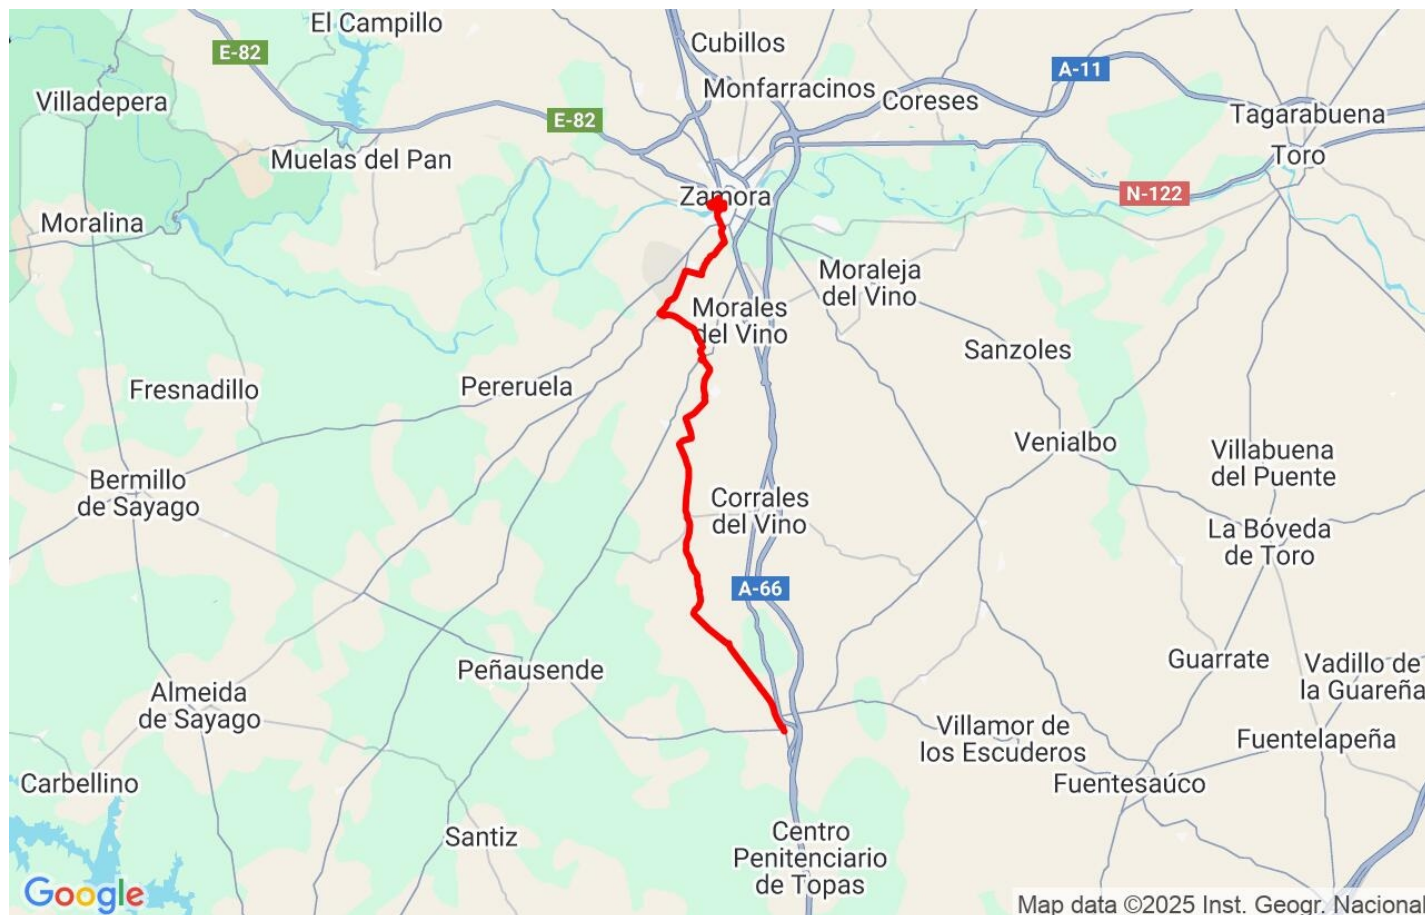 El Campillo
Cubillos
E-82
A-11
Villadepera
Monfarracinos
Coreses
Tagarabuena
E-82
Muelas del Pan
Toro
Zamora
N-122
Moralina
Moraleja
del Vino
Morales
del Vino
Sanzoles
Fresnadillo
Pereruela
Venialbo
Villabuena
del Puente
Bermillo
de Sayago
Corrales
del Vino
La Bóveda
de Toro
A-66
Peñausende
Guarrate
Vadillo de
la Guareña
Almeida
de Sayago
Villamor de
los Escuderos
Fuentelapeña
Carbellino
Fuentesaúco
Santiz
Centro
Penitenciario
de Topas
Google
Map data ©2025 Inst. Geogr. Nacional